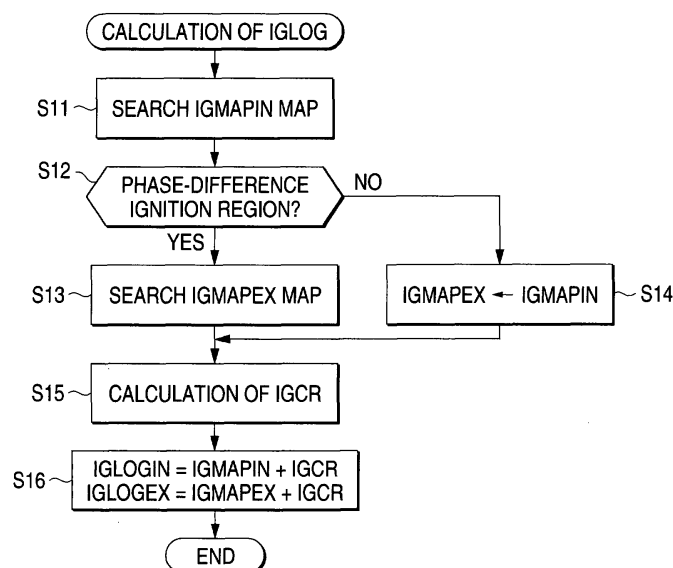 CALCULATION OF IGLOG
S11
SEARCH IGMAPIN MAP
S12
PHASE-DIFFERENCE
IGNITION REGION?
NO
YES
S13
SEARCH IGMAPEX MAP
IGMAPEX ← IGMAPIN
S14
S15
CALCULATION OF IGCR
S16
IGLOGIN = IGMAPIN + IGCR
IGLOGEX = IGMAPEX + IGCR
END